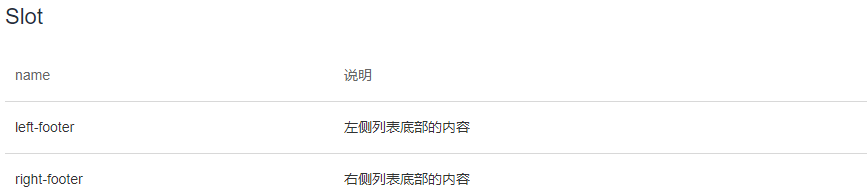 Slot
name 说明
left-footer 左侧列表底部的内容
right-footer 右侧列表底部的内容